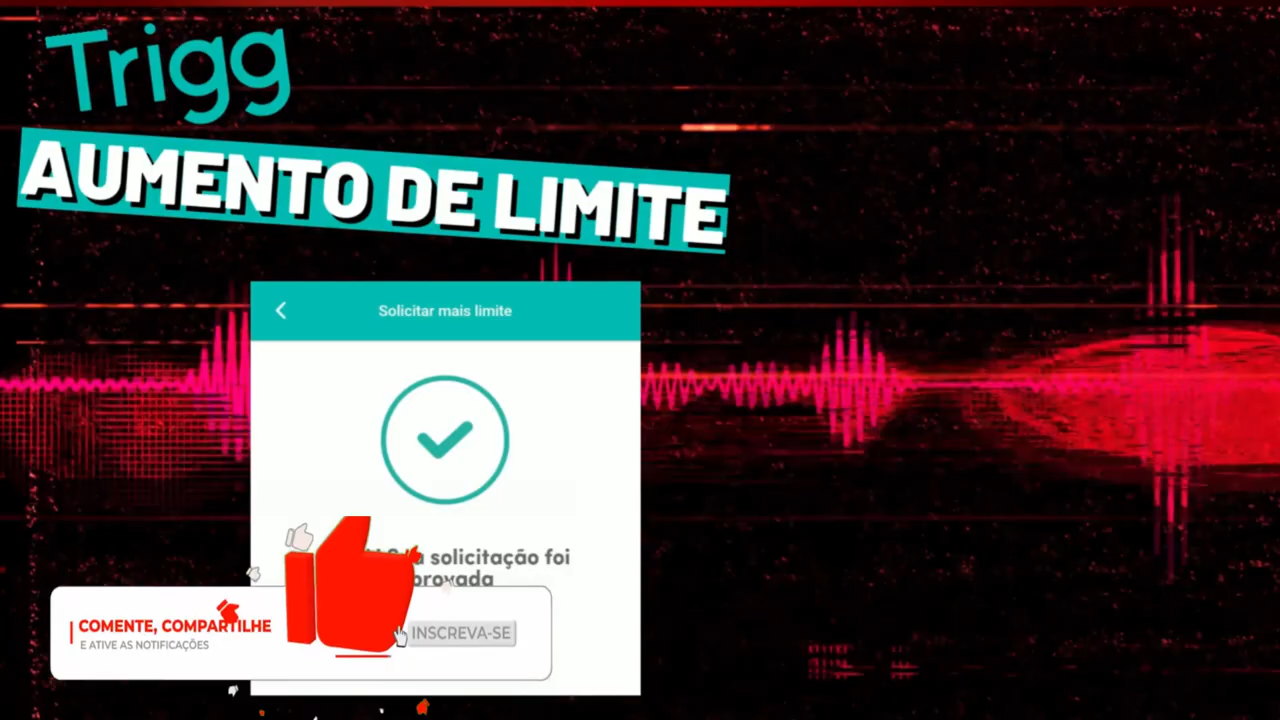 Trigg
AUMENTO DE LIMITE
Solicitar mais limite
solicitação foi
COMENTE, COMPARTILHE
E ATIVE AS NOTIFICAÇÕES
INSCREVA-SE